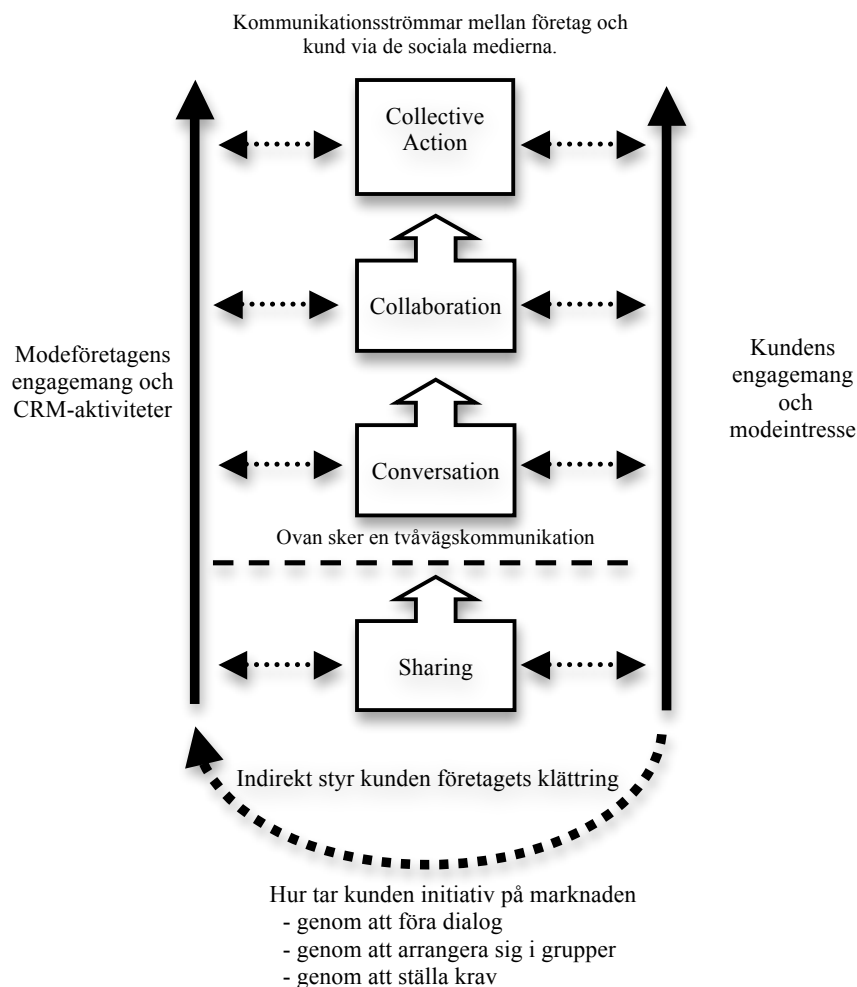 Kommunikationsströmmar mellan företag och
kund via de sociala medierna.
Collective
Action
Collaboration
Modeföretagens
engagemang och
CRM-aktiviteter
Kundens
engagemang
och
modeintresse
Conversation
Ovan sker en tvåvägskommunikation
Sharing
Indirekt styr kunden företagets klättring
Hur tar kunden initiativ på marknaden
- genom att föra dialog
- genom att arrangera sig i grupper
- genom att ställa krav